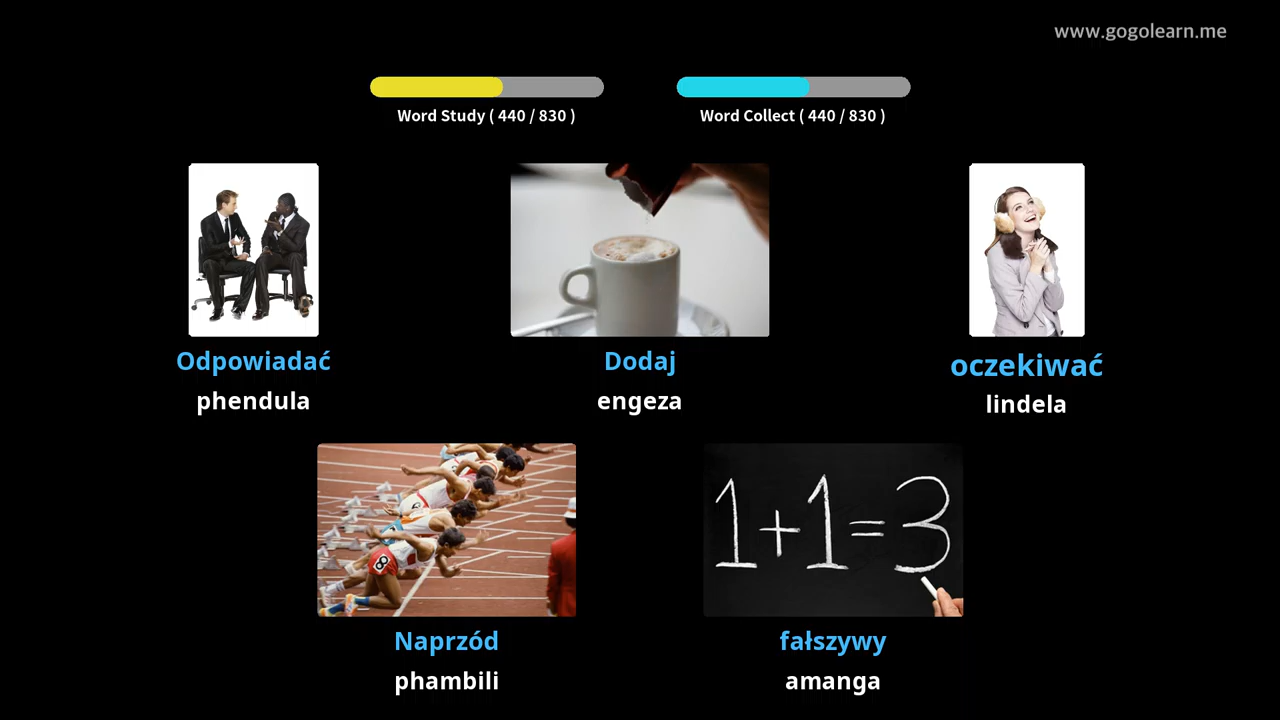 www.gogolearn.me
Word Study ( 440 / 830 )
Word Collect ( 440 / 830 )
Odpowiadać
phendula
Dodaj
engeza
oczekiwać
lindela
8
1+1=3
Naprzód
phambili
fałszywy
amanga